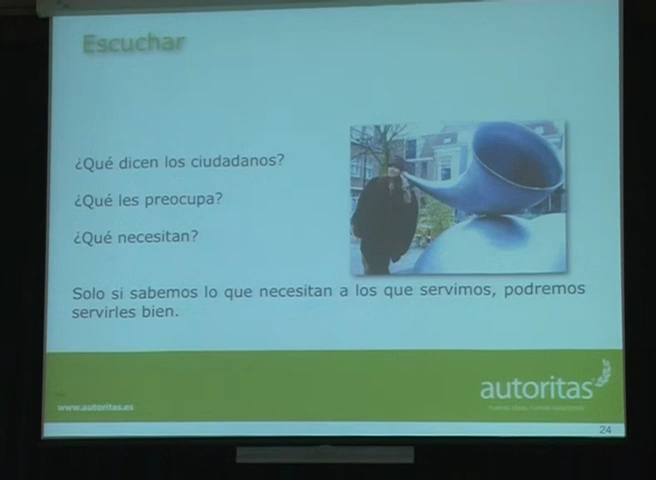 Escuchar
¿Qué dicen los ciudadanos?
¿Qué les preocupa?
¿Qué necesitan?
Solo si sabemos lo que necesitan a los que servimos, podremos
servirles bien.
autoritas
www.autoritas.es
24